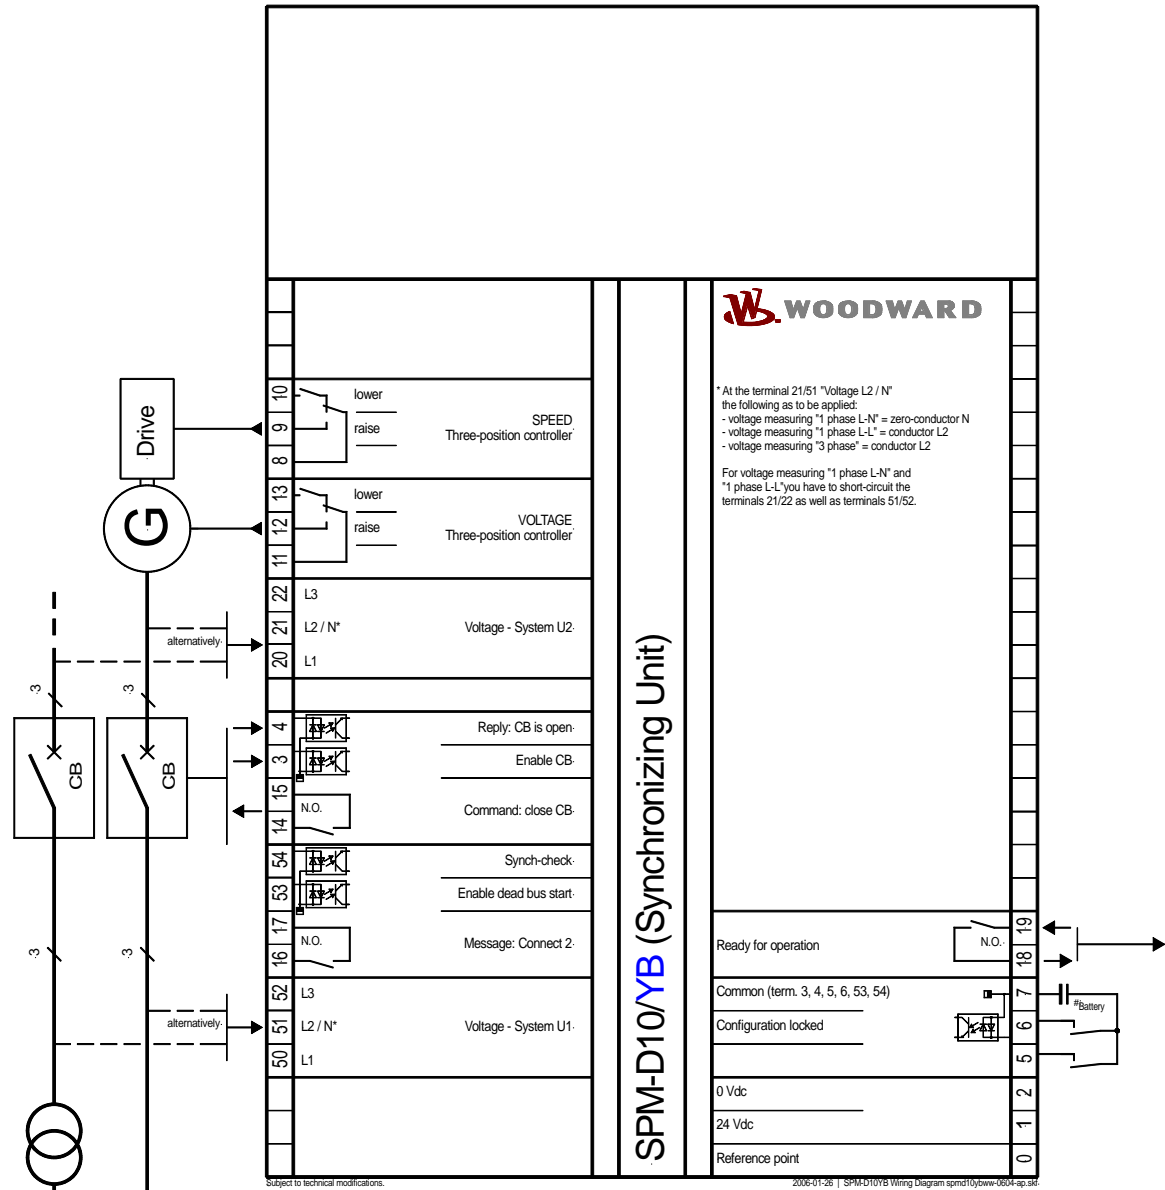 WOODWARD
* At the terminal 21/51 "Voltage L2 / N"
the following as to be applied:
- voltage measuring "1 phase L-N" = zero-conductor N
- voltage measuring "1 phase L-L" = conductor L2
- voltage measuring "3 phase" = conductor L2
For voltage measuring "1 phase L-N" and
"1 phase L-L"you have to short-circuit the
terminals 21/22 as well as terminals 51/52.
Drive
G
10
lower
9
raise
8
SPEED
Three-position controller
13
lower
12
raise
11
VOLTAGE
Three-position controller
22
L3
21
L2 / N*
Voltage - System U2
20
L1
alternatively
3
3
CB
CB
4
Reply: CB is open
3
Enable CB
15
N.O.
Command: close CB
14
54
Synch-check
53
Enable dead bus start
17
N.O.
Message: Connect 2
16
3
3
52
L3
51
L2 / N*
Voltage - System U1
50
L1
alternatively
SPM-D10/YB (Synchronizing Unit)
Ready for operation
N.O.
19
18
Common (term. 3, 4, 5, 6, 53, 54)
7
#Battery
Configuration locked
6
5
0 Vdc
2
24 Vdc
1
Reference point
0
Subject to technical modifications.
2006-01-26 | SPM-D10YB Wiring Diagram spmd10ybww-0604-ap.skf